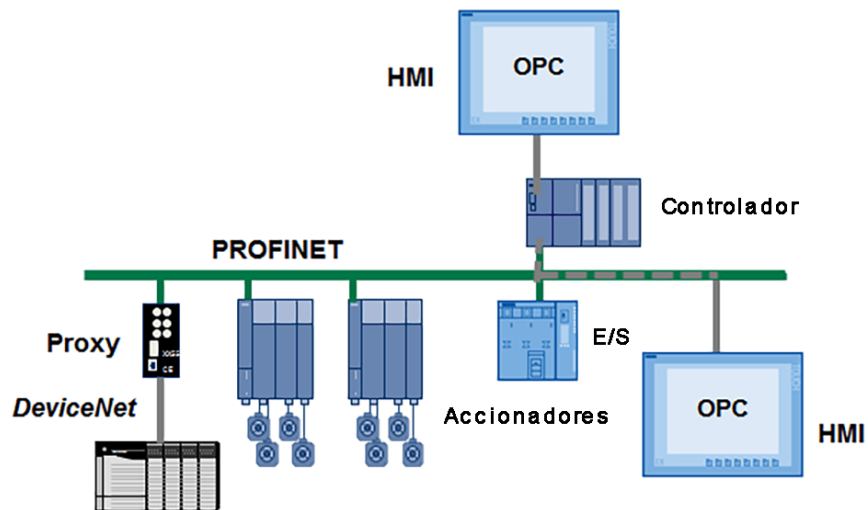 HMI
OPC
Controlador
PROFINET
Proxy
E/S
DeviceNet
Accionadores
OPC
HMI